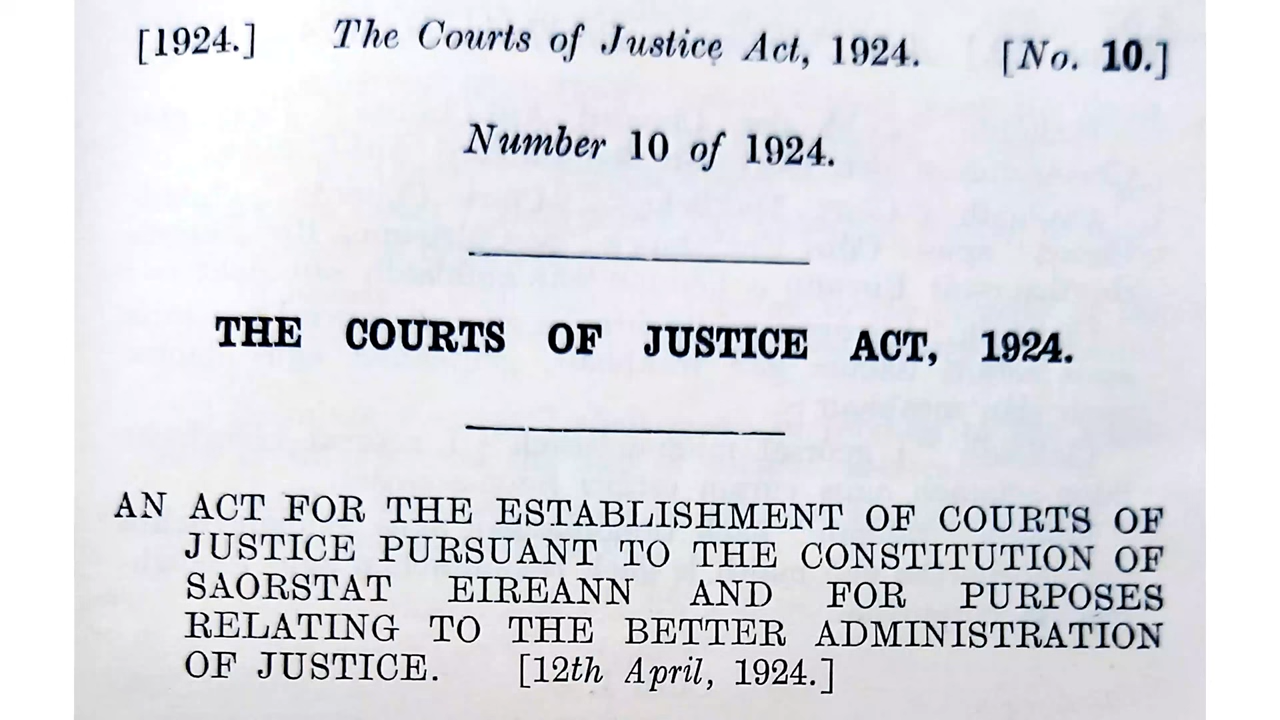 [1924.] The Courts of Justice Act, 1924. [No. 10.]
Number 10 of 1924.
THE COURTS OF JUSTICE ACT, 1924.
AN ACT FOR THE ESTABLISHMENT OF COURTS OF
JUSTICE PURSUANT TO THE CONSTITUTION OF
SAORSTAT EIREANN AND FOR PURPOSES
RELATING TO THE BETTER ADMINISTRATION
OF JUSTICE. [12th April, 1924.]